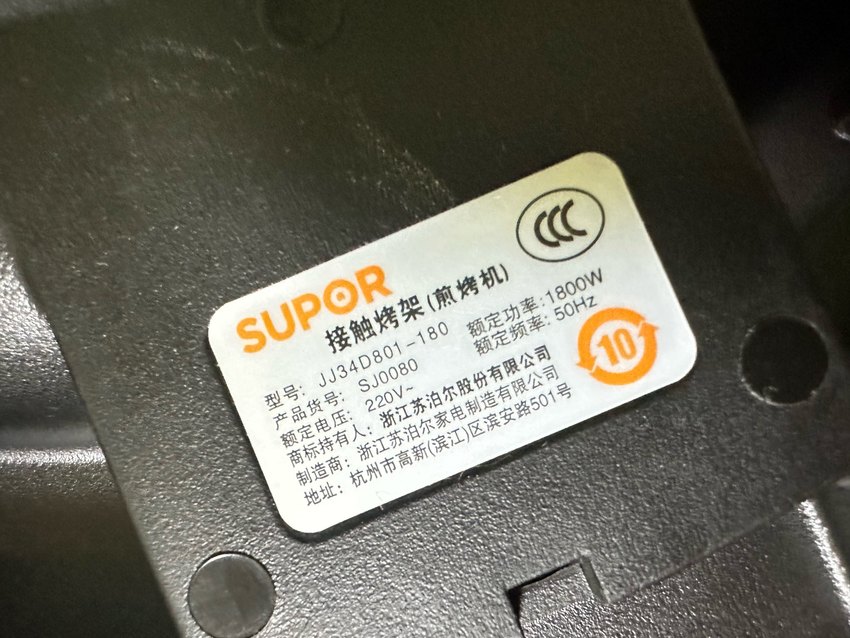 CCC
SUPOR
接触烤架(煎烤机)
型号: JJ34D801-180 额定功率:1800W
产品货号: SJ0080 额定频率: 50Hz
额定电压: 220V~
商标持有人: 浙江苏泊尔股份有限公司
制造商: 浙江苏泊尔家电制造有限公司
地址: 杭州市高新(滨江)区滨安路501号
10